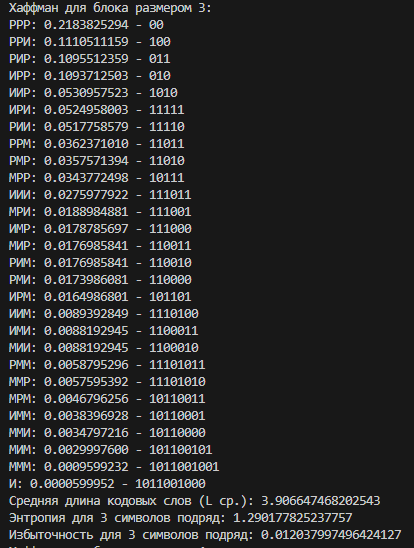 Хаффман для блока размером 3:
РРР: 0.2183825294 - 00
РРИ: 0.1110511159 - 100
РИР: 0.1095512359 - 011
ИРР: 0.1093712503 - 010
ИИР: 0.0530957523 - 1010
ИРИ: 0.0524958003 - 11111
РИИ: 0.0517758579 - 11110
РРМ: 0.0362371010 - 11011
РМР: 0.0357571394 - 11010
МРР: 0.0343772498 - 10111
ИИИ: 0.0275977922 - 111011
МРИ: 0.0188984881 - 111001
ИМР: 0.0178785697 - 111000
МИР: 0.0176985841 - 110011
РИМ: 0.0176985841 - 110010
РМИ: 0.0173986081 - 110000
ИРМ: 0.0164986801 - 101101
ИИМ: 0.0089392849 - 1110100
ИМИ: 0.0088192945 - 1100011
МИИ: 0.0088192945 - 1100010
РММ: 0.0058795296 - 11101011
ММР: 0.0057595392 - 11101010
МРМ: 0.0046796256 - 10110011
ИММ: 0.0038396928 - 10110001
ММИ: 0.0034797216 - 10110000
МИМ: 0.0029997600 - 101100101
МММ: 0.0009599232 - 1011001001
И: 0.0000599952 - 1011001000
Средняя длина кодовых слов (L ср.): 3.906647468202543
Энтропия для 3 символов подряд: 1.290177825237757
Избыточность для 3 символов подряд: 0.012037997496424127